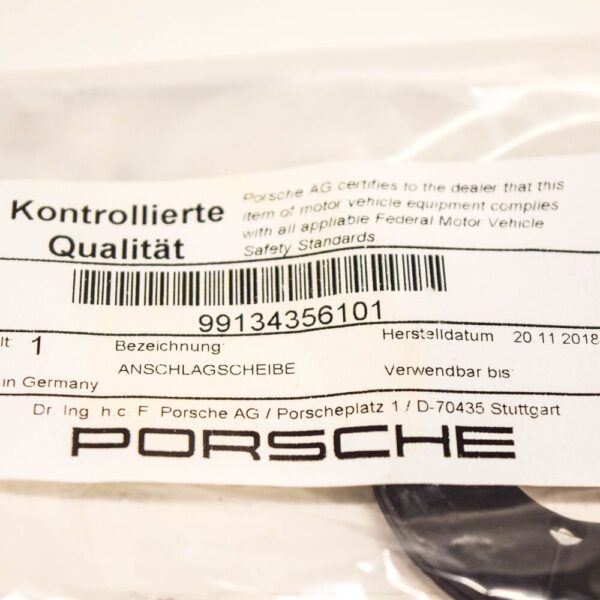 Kontrollierte
Qualität
Porsche AG certifies to the dealer that this
item of motor vehicle equipment complies
with all appliable Federal Motor Vehicle
Safety Standards
99134356101
lt: 1
Bezeichnung:
ANSCHLAGSCHEIBE
Herstelldatum 20 11 2018
Verwendbar bis:
in Germany
Dr. Ing h.c. F Porsche AG / Porscheplatz 1 / D-70435 Stuttgart
PORSCHE